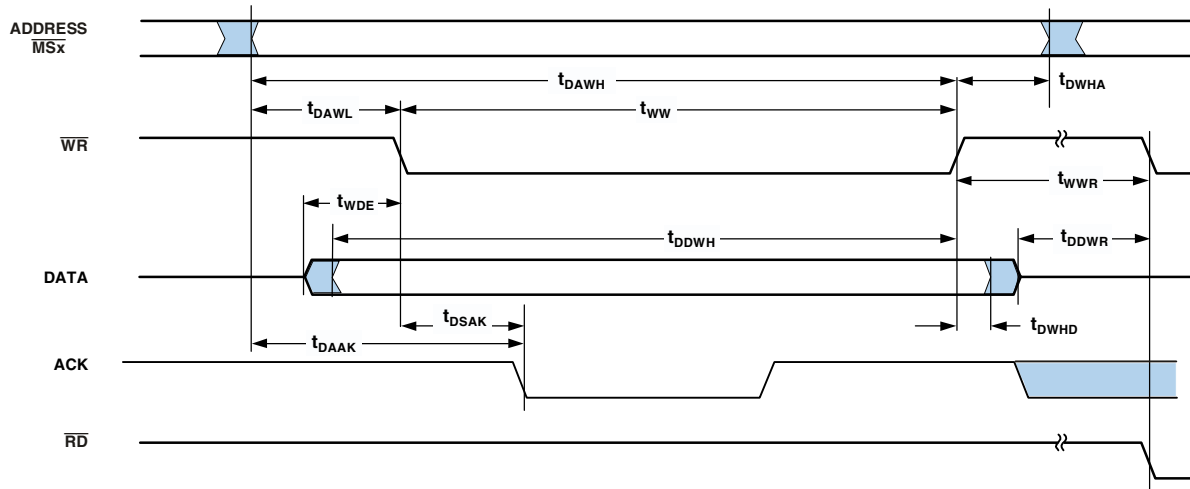 ADDRESS
MSx
tDAWH
tDWHA
tDAWL
tWW
WR
tWWR
tWDE
tDDWH
tDDWR
DATA
tDSAK
tDWHD
tDAAK
ACK
RD